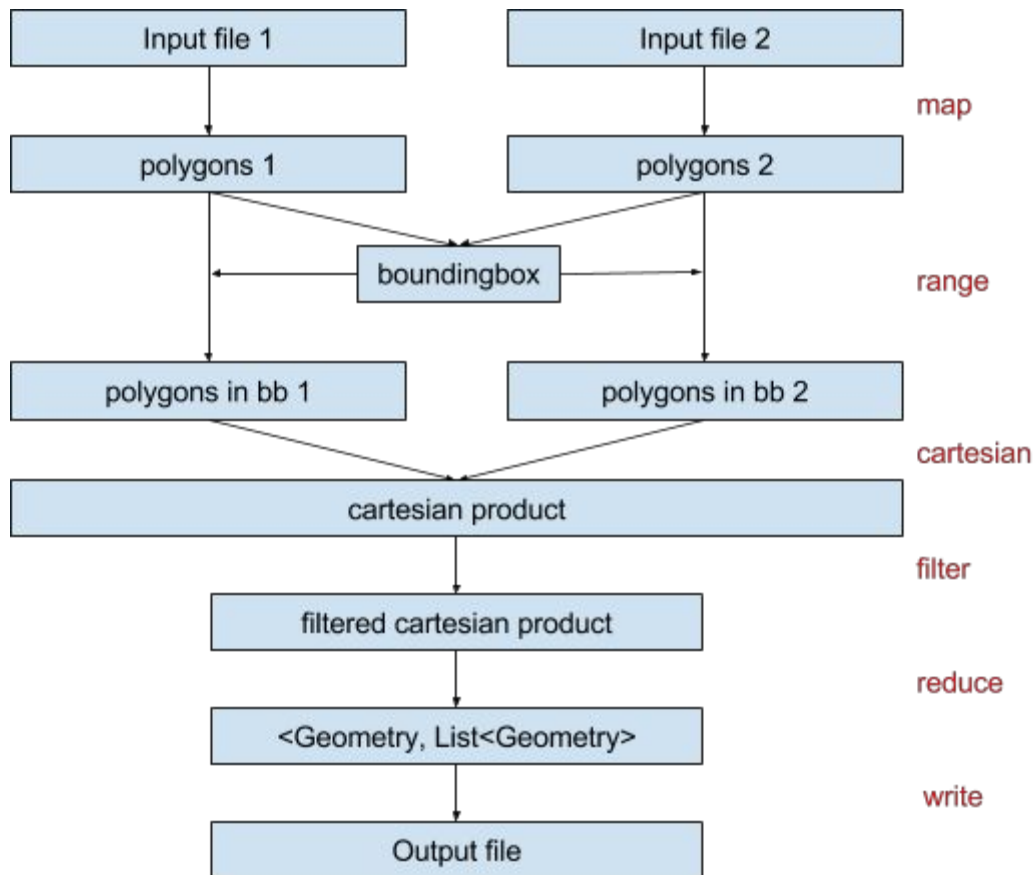 Input file 1
Input file 2
map
polygons 1
polygons 2
boundingbox
range
polygons in bb 1
polygons in bb 2
cartesian
cartesian product
filter
filtered cartesian product
reduce
<Geometry, List<Geometry>
write
Output file